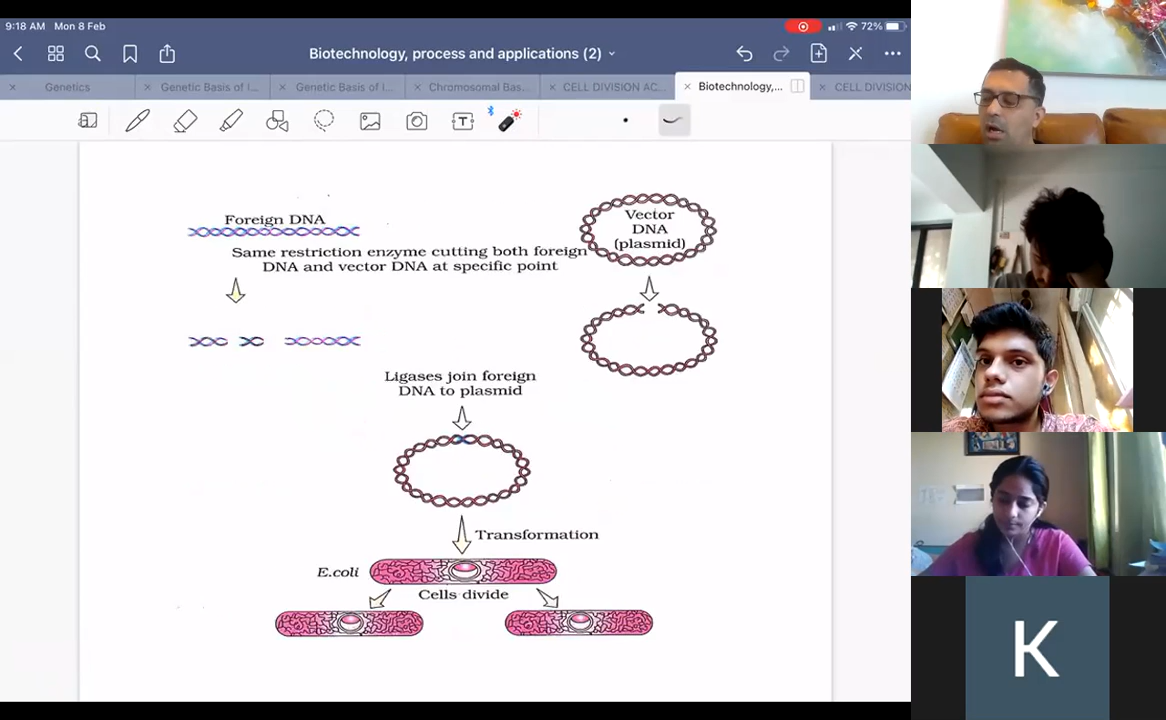 9:18 AM Mon 8 Feb
72%
Biotechnology, process and applications (2)
Genetics
Genetic Basis of I...
Genetic Basis of I...
Chromosomal Bas...
CELL DIVISION AC...
Biotechnology,...
CELL DIVISION
T
Foreign DNA
Vector
DNA
(plasmid)
Same restriction enzyme cutting both foreign
DNA and vector DNA at specific point
Ligases join foreign
DNA to plasmid
Transformation
E.coli
Cells divide
K